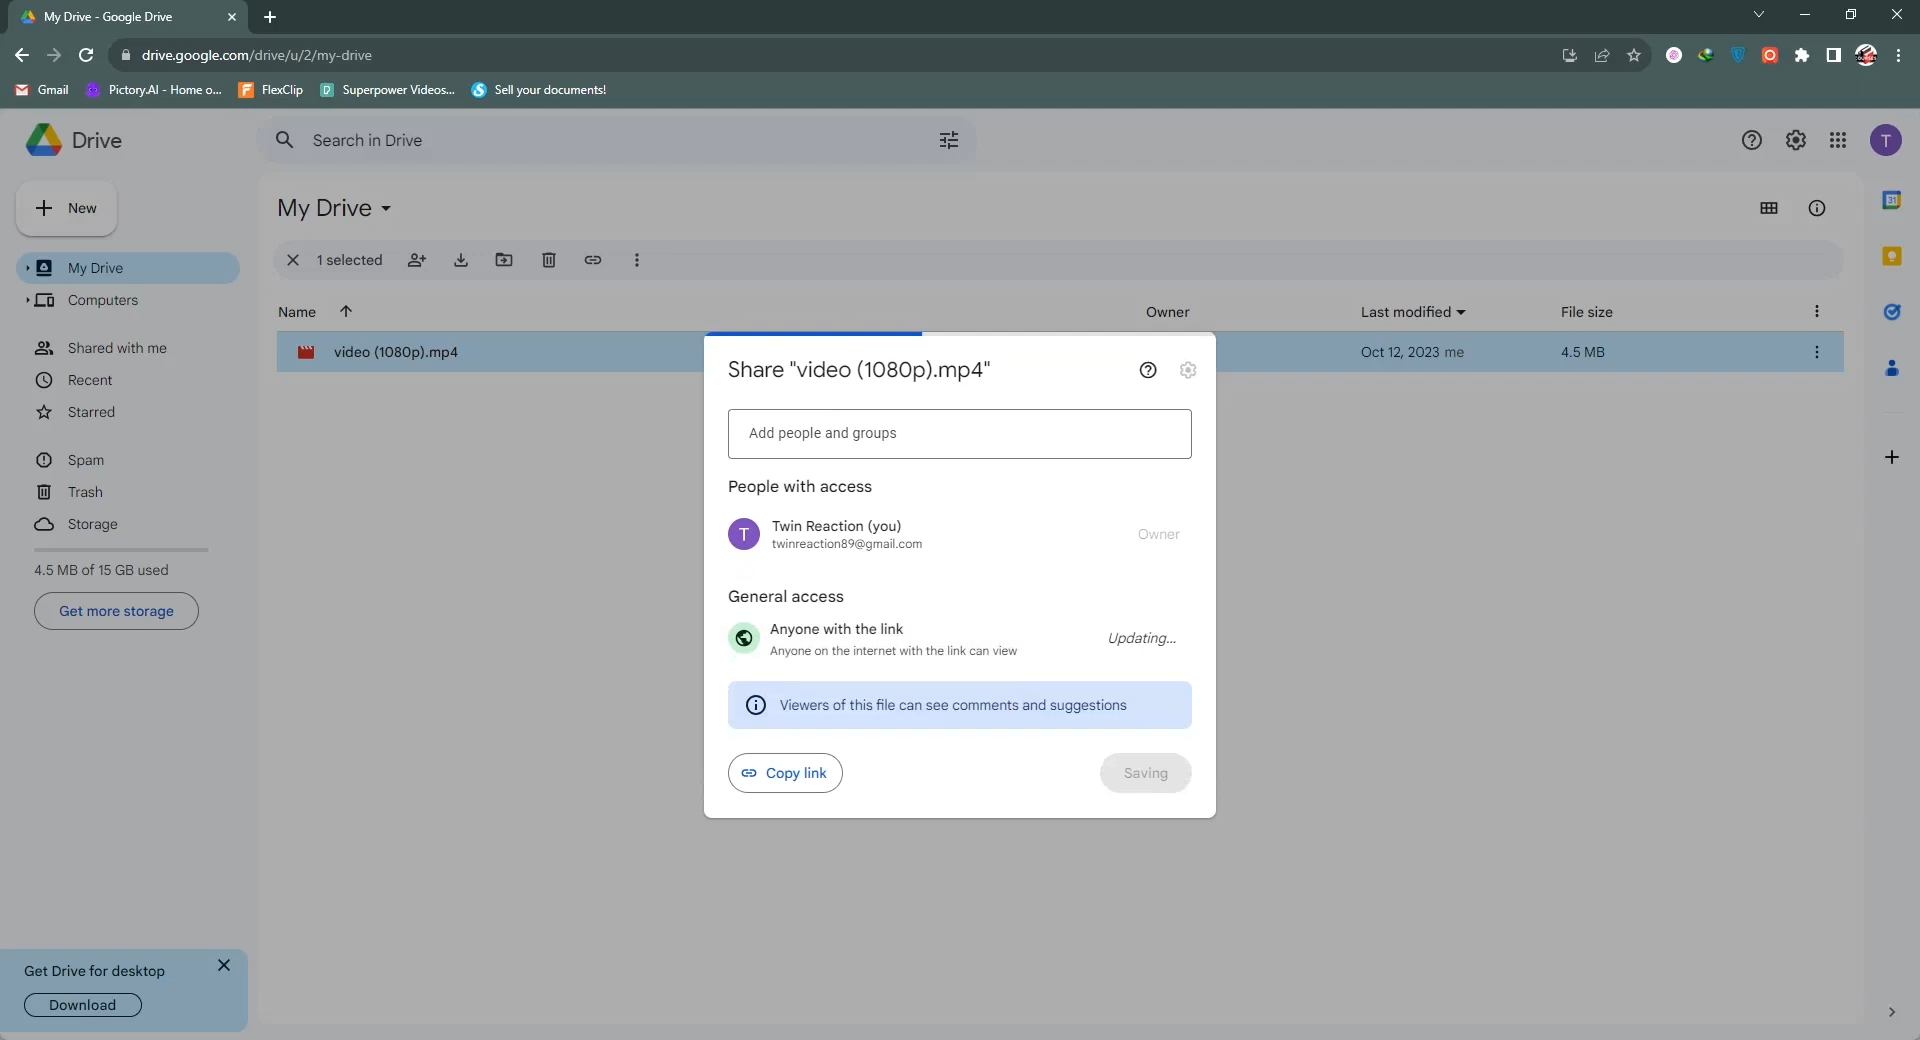 My Drive - Google Drive
drive.google.com/drive/u/2/my-drive
Gmail
Pictory.AI - Home o...
FlexClip
Superpower Videos...
Sell your documents!
Drive
Search in Drive
T
New
My Drive
31
My Drive
1 selected
Computers
Name
Owner
Last modified
File size
Shared with me
video (1080p).mp4
Oct 12, 2023 me
4.5 MB
Share "video (1080p).mp4"
Recent
Starred
Add people and groups
Spam
People with access
Trash
Storage
T
Twin Reaction (you)
twinreaction89@gmail.com
Owner
4.5 MB of 15 GB used
General access
Get more storage
Anyone with the link
Anyone on the internet with the link can view
Updating...
Viewers of this file can see comments and suggestions
Copy link
Saving
Get Drive for desktop
Download